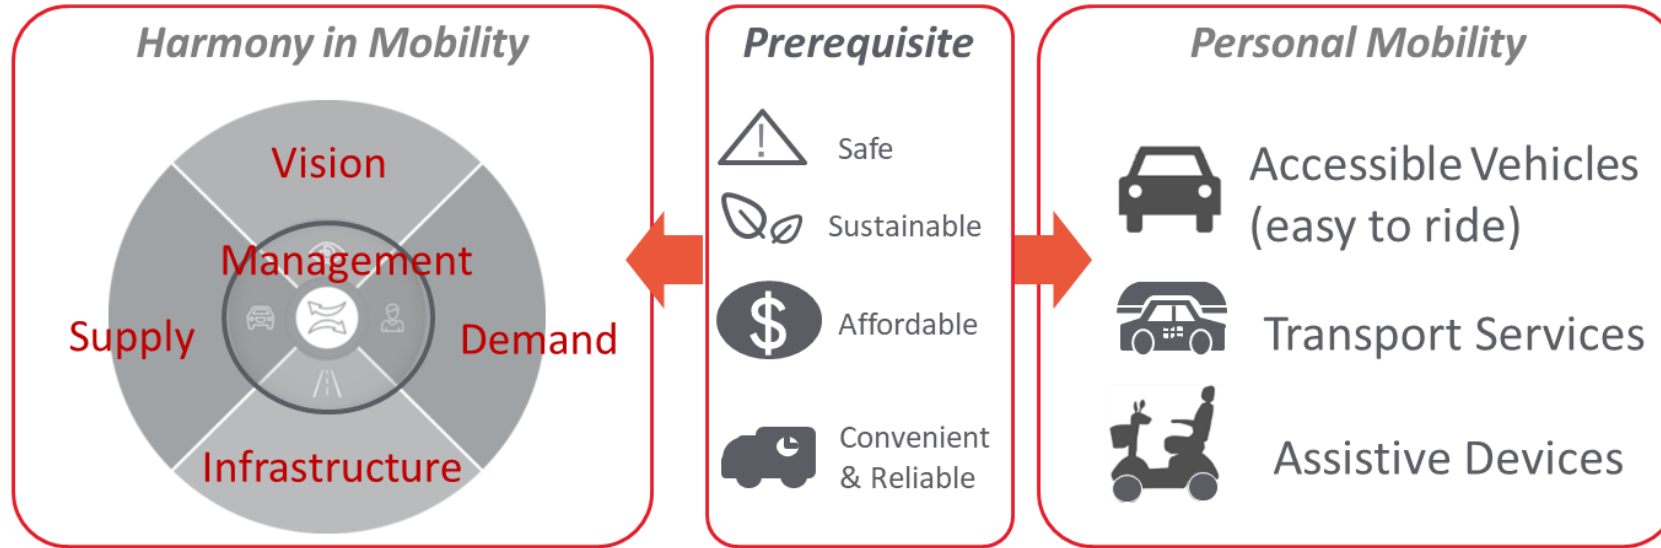 Harmony in Mobility
Vision
Management
Supply
Demand
Infrastructure
Prerequisite
Safe
Sustainable
$
Affordable
Convenient
& Reliable
Personal Mobility
Accessible Vehicles
(easy to ride)
Transport Services
Assistive Devices